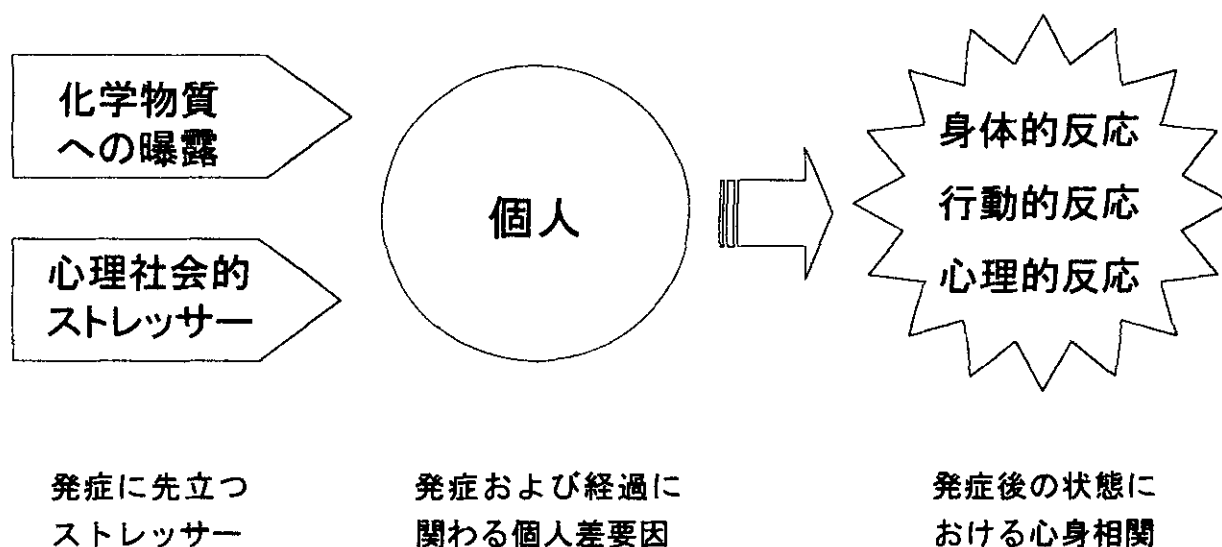 化学物質
への曝露
心理社会的
ストレッサー
個人
身体的反応
行動的反応
心理的反応
発症に先立つ
ストレッサー
発症および経過に
関わる個人差要因
発症後の状態に
おける心身相関